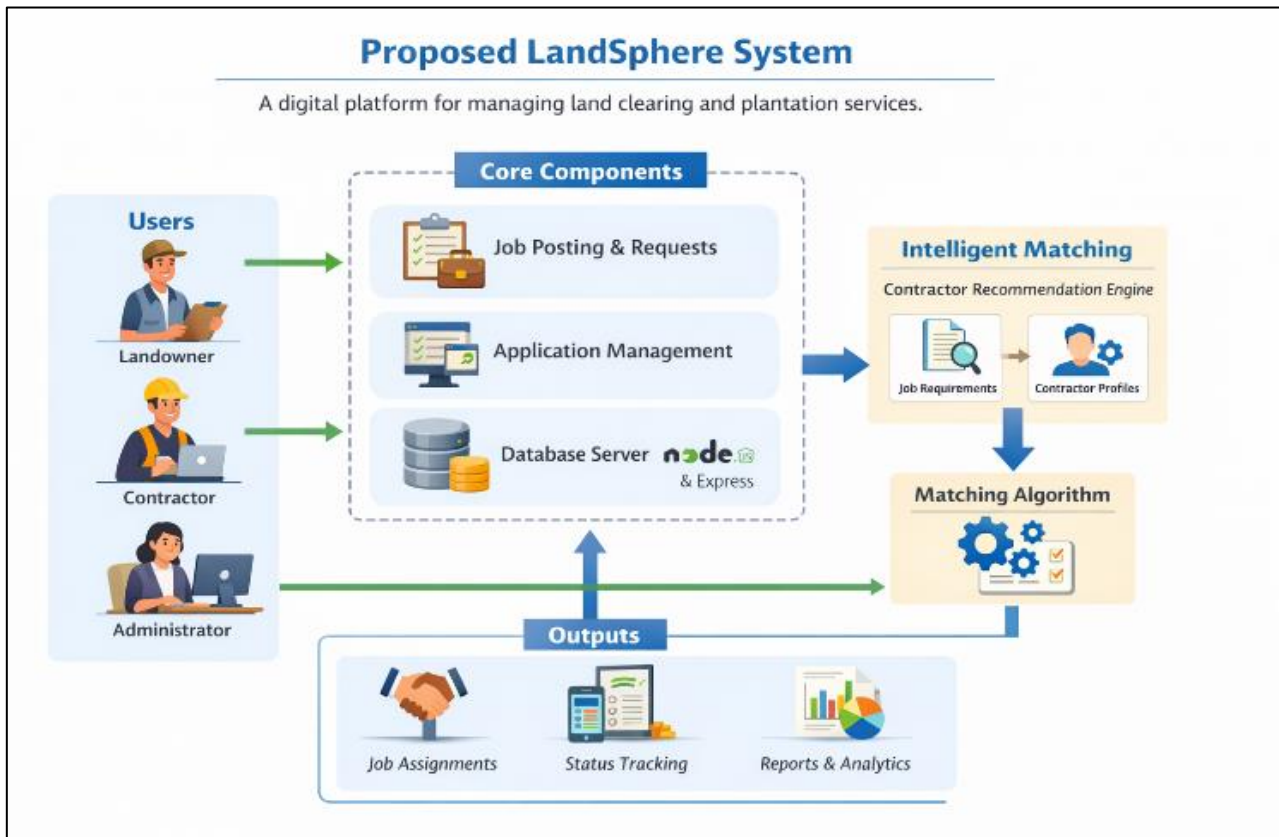 Proposed LandSphere System
A digital platform for managing land clearing and plantation services.
Core Components
Users
Landowner
Contractor
Administrator
Job Posting & Requests
Application Management
Database Server node JS
& Express
Intelligent Matching
Contractor Recommendation Engine
Job Requirements
Contractor Profiles
Matching Algorithm
Outputs
Job Assignments
Status Tracking
Reports & Analytics